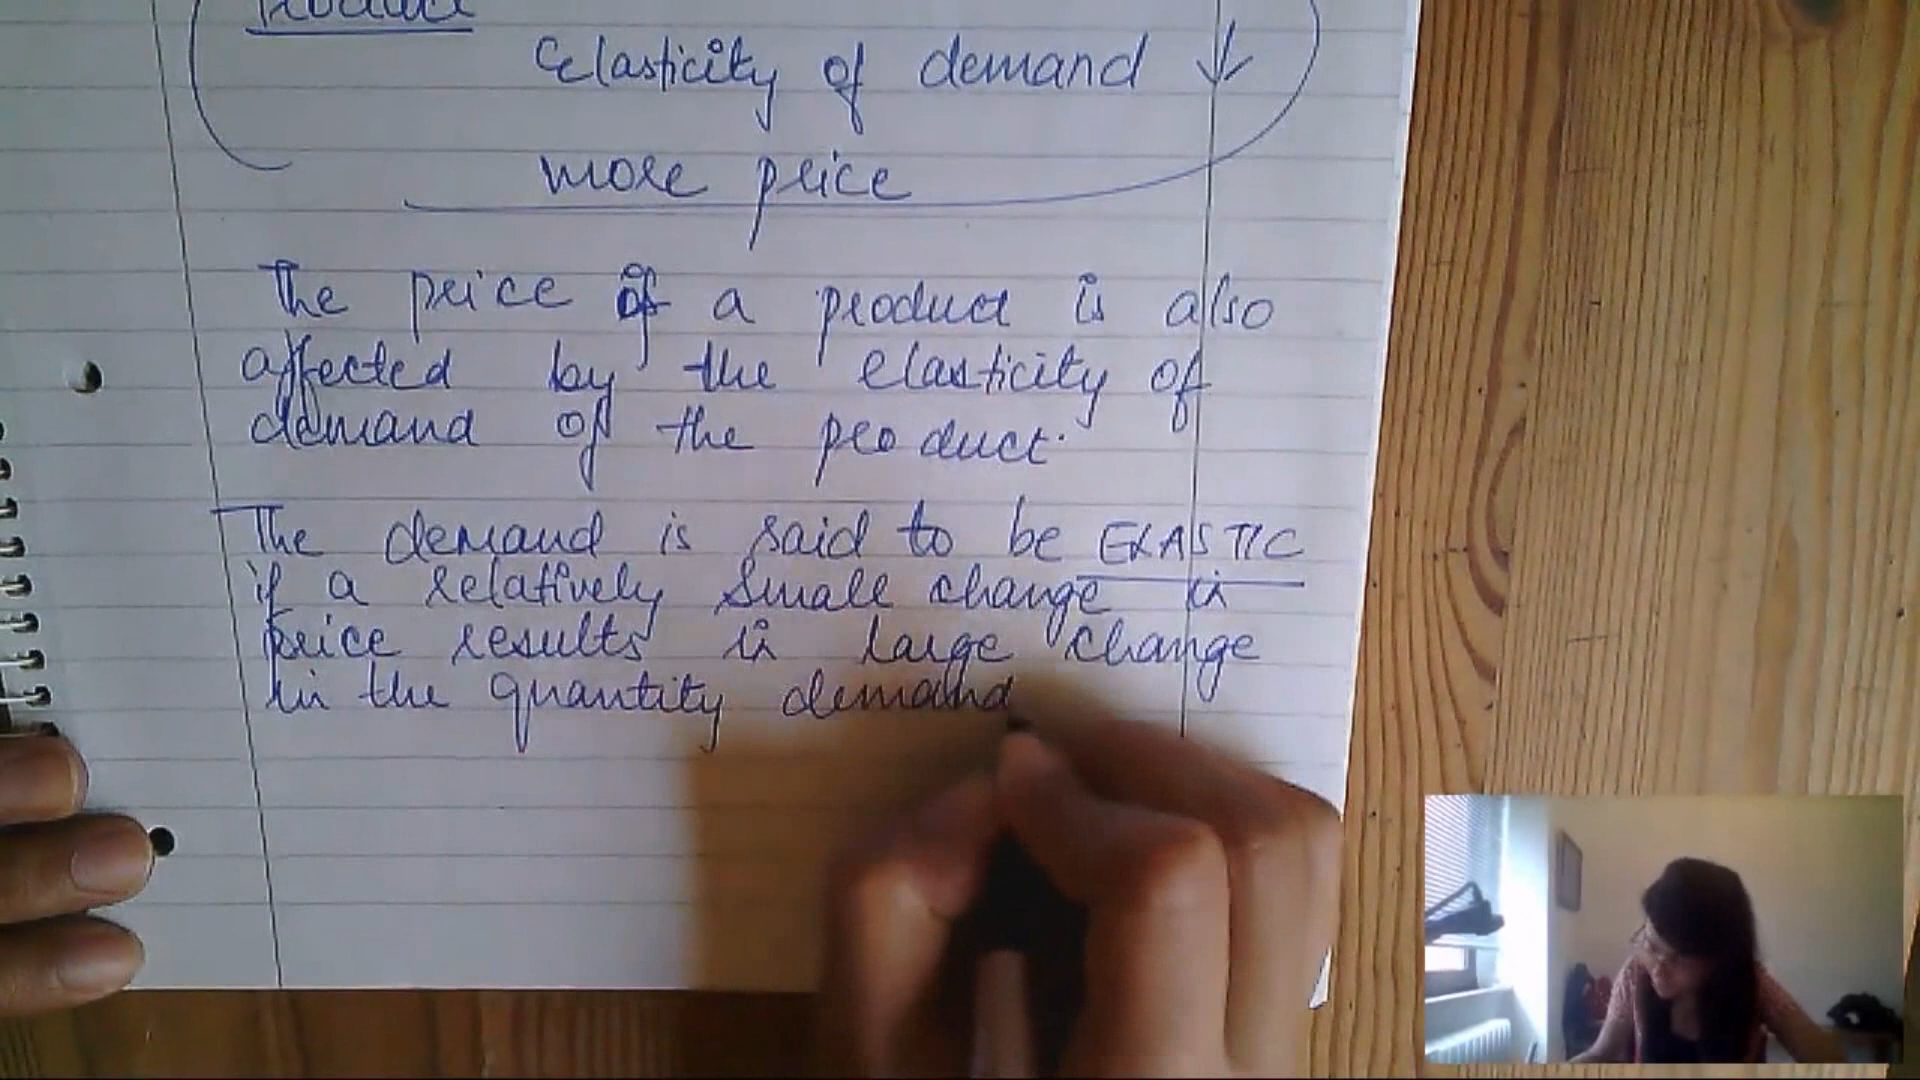 Product
Elasticity of demand ↓
more price
The price of a product is also
affected by the elasticity of
demand of the product.
The demand is said to be ELASTIC
if a relatively small change in
price results in large change
in the quantity demand